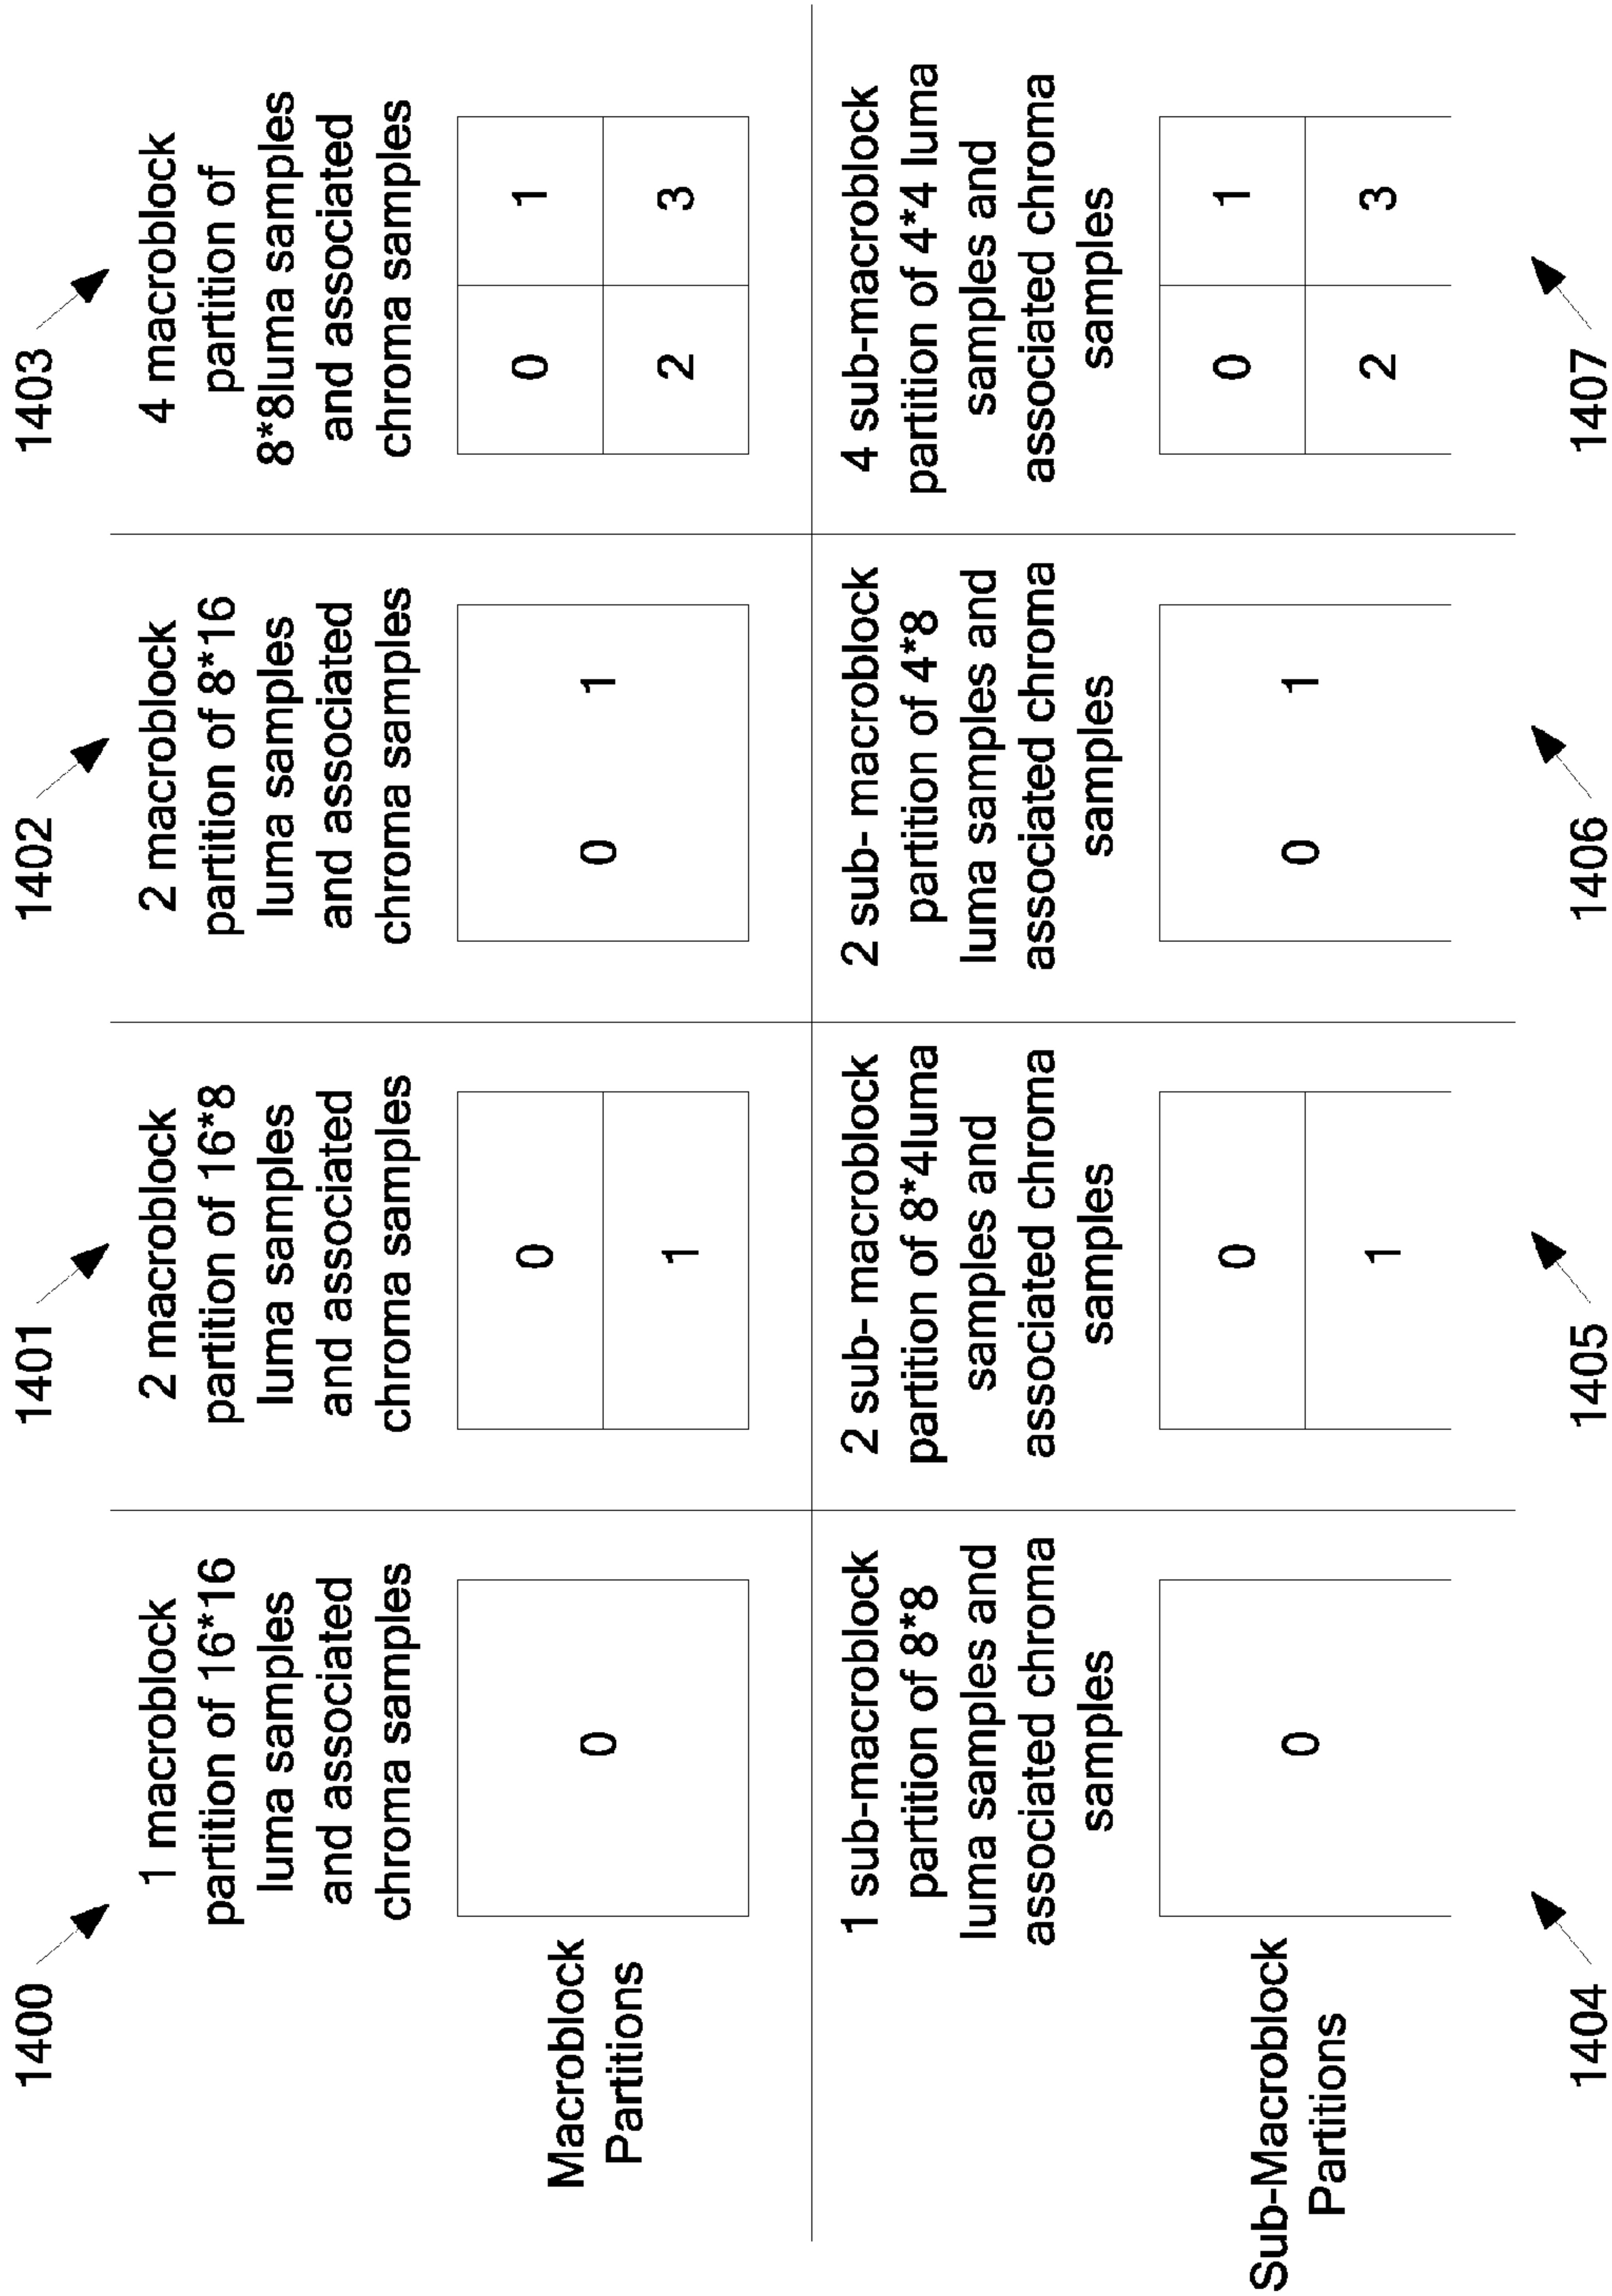 1400
1401
1402
1403
1 macroblock
partition of 16*16
luma samples
and associated
chroma samples
2 macroblock
partition of 16*8
luma samples
and associated
chroma samples
2 macroblock
partition of 8*16
luma samples
and associated
chroma samples
4 macroblock
partition of
8*8luma samples
and associated
chroma samples
Macroblock
Partitions
0
0
1
0 1
0 1
2 3
1 sub-macroblock
partition of 8*8
luma samples and
associated chroma
samples
2 sub- macroblock
partition of 8*4luma
samples and
associated chroma
samples
2 sub- macroblock
partition of 4*8
luma samples and
associated chroma
samples
4 sub-macroblock
partition of 4*4 luma
samples and
associated chroma
samples
Sub-Macroblock
Partitions
0
0
1
0 1
0 1
2 3
1404
1405
1406
1407